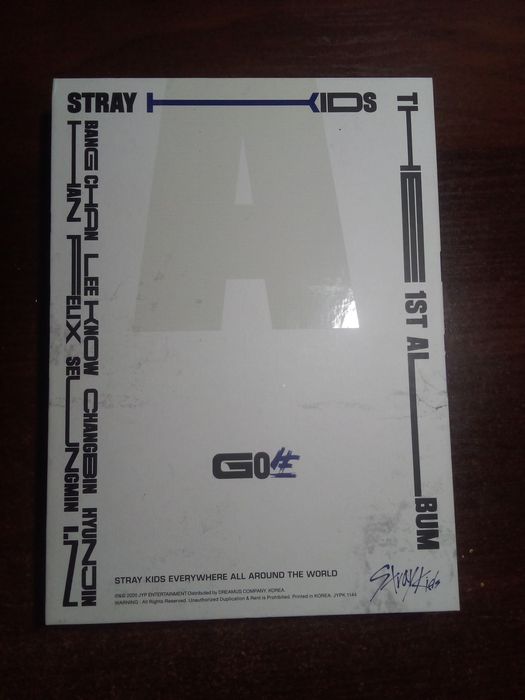 STRAY KIDS
THE 1ST ALBUM
BANG CHAN LEE KNOW CHANGBIN HYUNJIN
HAN FELIX SEUNGMIN I.N
A
GO生
STRAY KIDS EVERYWHERE ALL AROUND THE WORLD
℗&© 2020 JYP ENTERTAINMENT Distributed by DREAMUS COMPANY. KOREA.
WARNING : All Rights Reserved. Unauthorized Duplication & Rent is Prohibited. Printed in KOREA. JYPK 1144
Stray Kids